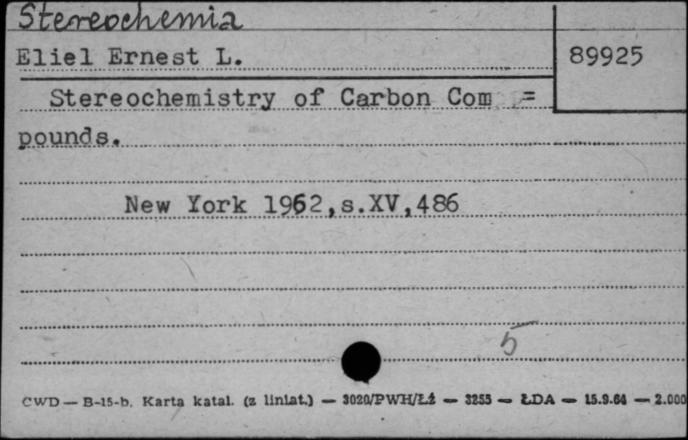 Stereochemia
Eliel Ernest L.
89925
Stereochemistry of Carbon Com =
pounds.
New York 1962,s.XV,486
5
CWD — B-15-b. Karta katal. (z liniat.) — 3020/PWH/Łź — 3255 — ŁDA — 15.9.64 — 2.000